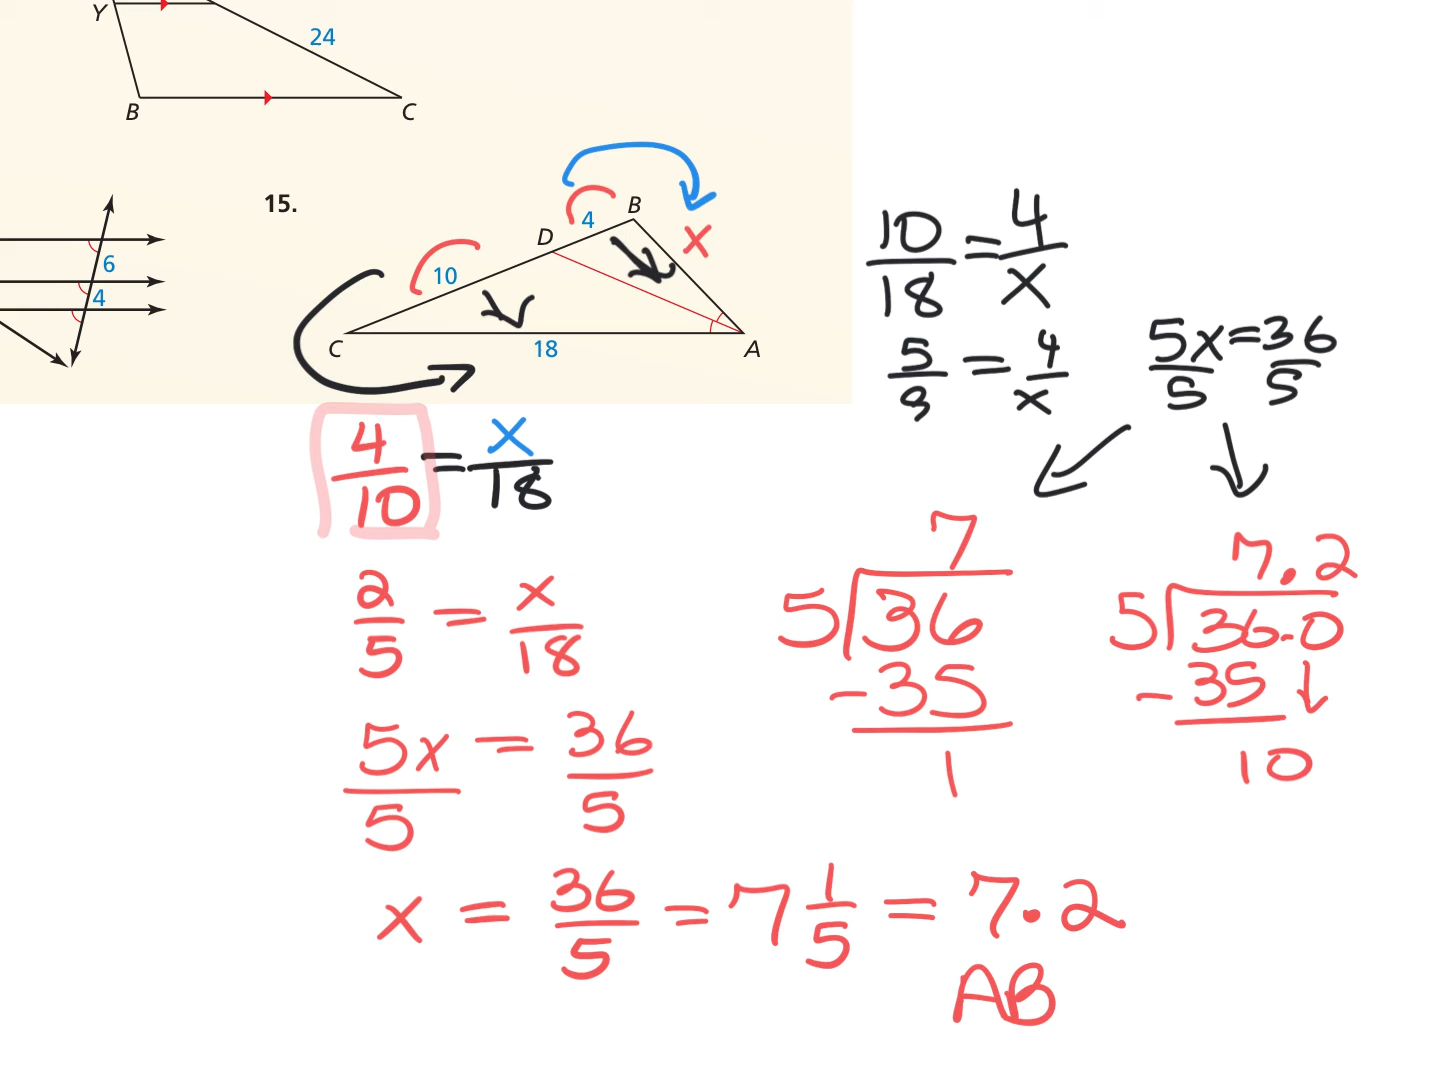 Y
24
B C
15.
B
4
x
D
10
C 18 A
6
4
10/18 = 4/x
5/9 = 4/x
5x/5 = 36/5
4/10 = x/18
2/5 = x/18
5x/5 = 36/5
7
5 36
-35
1
7.2
5 36.0
-35↓
10
x = 36/5 = 7 1/5 = 7.2
AB